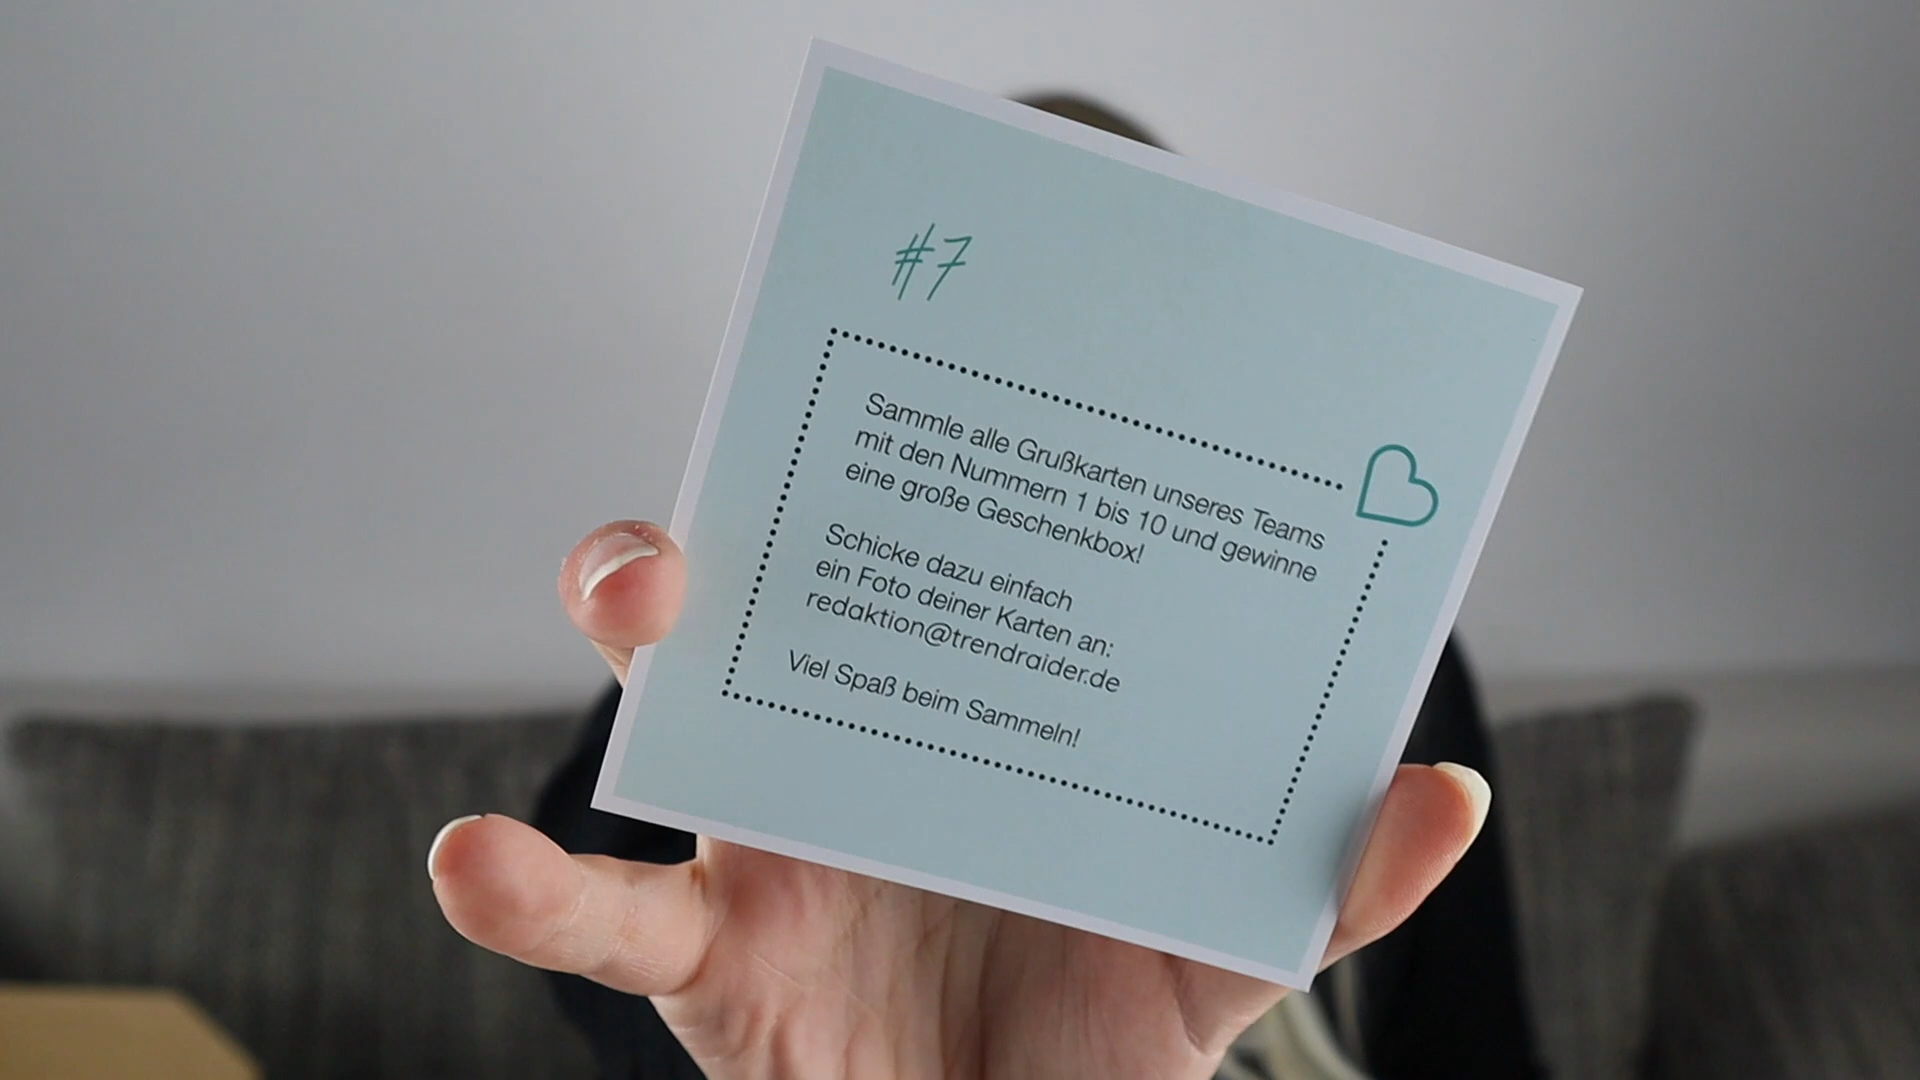 #7
Sammle alle Grußkarten unseres Teams
mit den Nummern 1 bis 10 und gewinne
eine große Geschenkbox!
Schicke dazu einfach
ein Foto deiner Karten an:
redaktion@trendraider.de
Viel Spaß beim Sammeln!